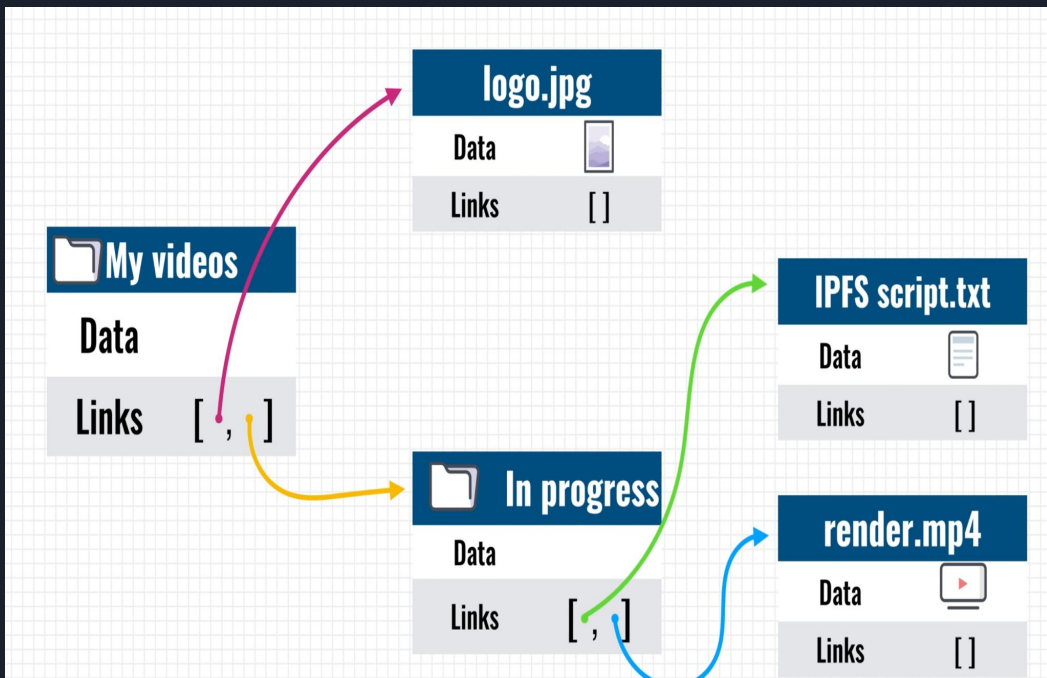 logo.jpg
Data
Links [ ]
My videos
Data
Links [ , ]
IPFS script.txt
Data
Links [ ]
In progress
Data
Links [ , ]
render.mp4
Data
Links [ ]